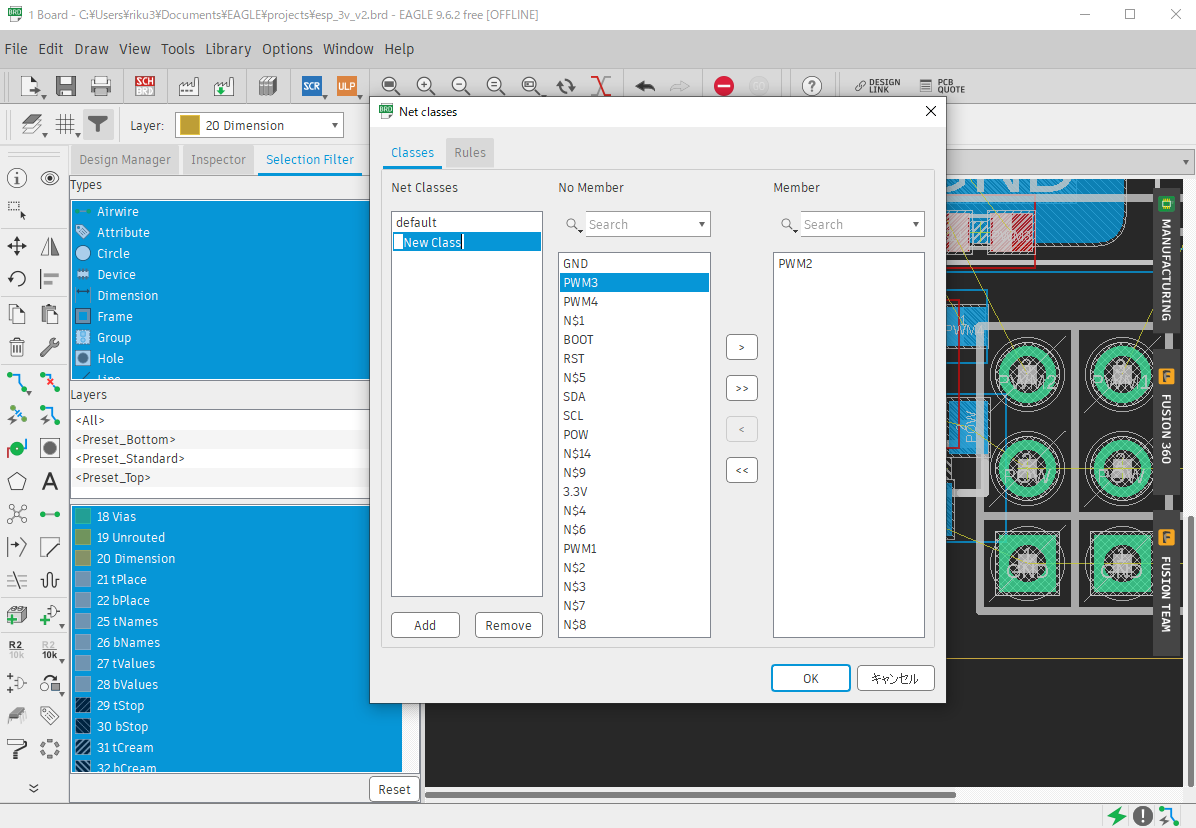 1 Board - C:¥Users¥riku3¥Documents¥EAGLE¥projects¥esp_3v_v2.brd - EAGLE 9.6.2 free [OFFLINE]
File Edit Draw View Tools Library Options Window Help
SCH BRD SCR ULP DESIGN LINK PCB QUOTE
Layer: 20 Dimension
Design Manager Inspector Selection Filter
Types
Airwire
Attribute
Circle
Device
Dimension
Frame
Group
Hole
Line
Layers
<All>
<Preset_Bottom>
<Preset_Standard>
<Preset_Top>
18 Vias
19 Unrouted
20 Dimension
21 tPlace
22 bPlace
25 tNames
26 bNames
27 tValues
28 bValues
29 tStop
30 bStop
31 tCream
32 bCream
Reset
R2 10k R2 10k
Net classes
Classes Rules
Net Classes No Member Member
Search Search
default
New Class
Add Remove
GND
PWM3
PWM4
N$1
BOOT
RST
N$5
SDA
SCL
POW
N$14
N$9
3.3V
N$4
N$6
PWM1
N$2
N$3
N$7
N$8
>
>>
<
<<
PWM2
OK キャンセル
GND
PWM2 PWM1
POW POW
POW
1 1
GND GND
MANUFACTURING
FUSION 360
FUSION TEAM